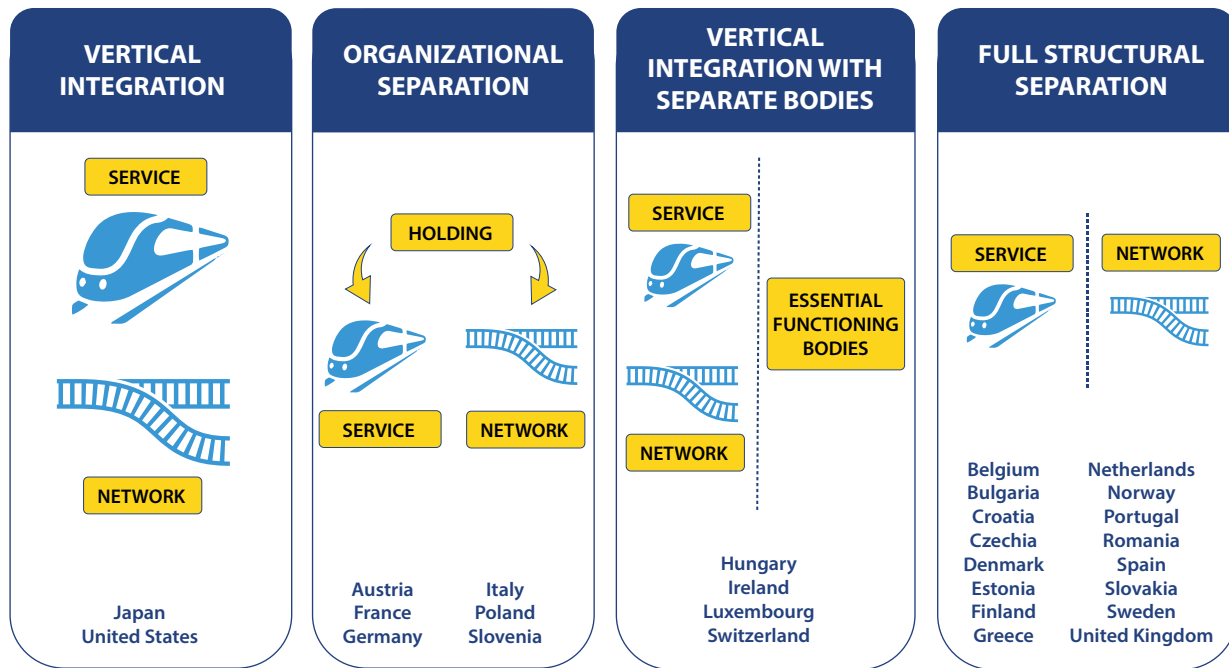 VERTICAL
INTEGRATION
SERVICE
NETWORK
Japan
United States
ORGANIZATIONAL
SEPARATION
HOLDING
SERVICE
NETWORK
Austria
France
Germany
Italy
Poland
Slovenia
VERTICAL
INTEGRATION WITH
SEPARATE BODIES
SERVICE
NETWORK
ESSENTIAL
FUNCTIONING
BODIES
Hungary
Ireland
Luxembourg
Switzerland
FULL STRUCTURAL
SEPARATION
SERVICE
NETWORK
Belgium
Bulgaria
Croatia
Czechia
Denmark
Estonia
Finland
Greece
Netherlands
Norway
Portugal
Romania
Spain
Slovakia
Sweden
United Kingdom